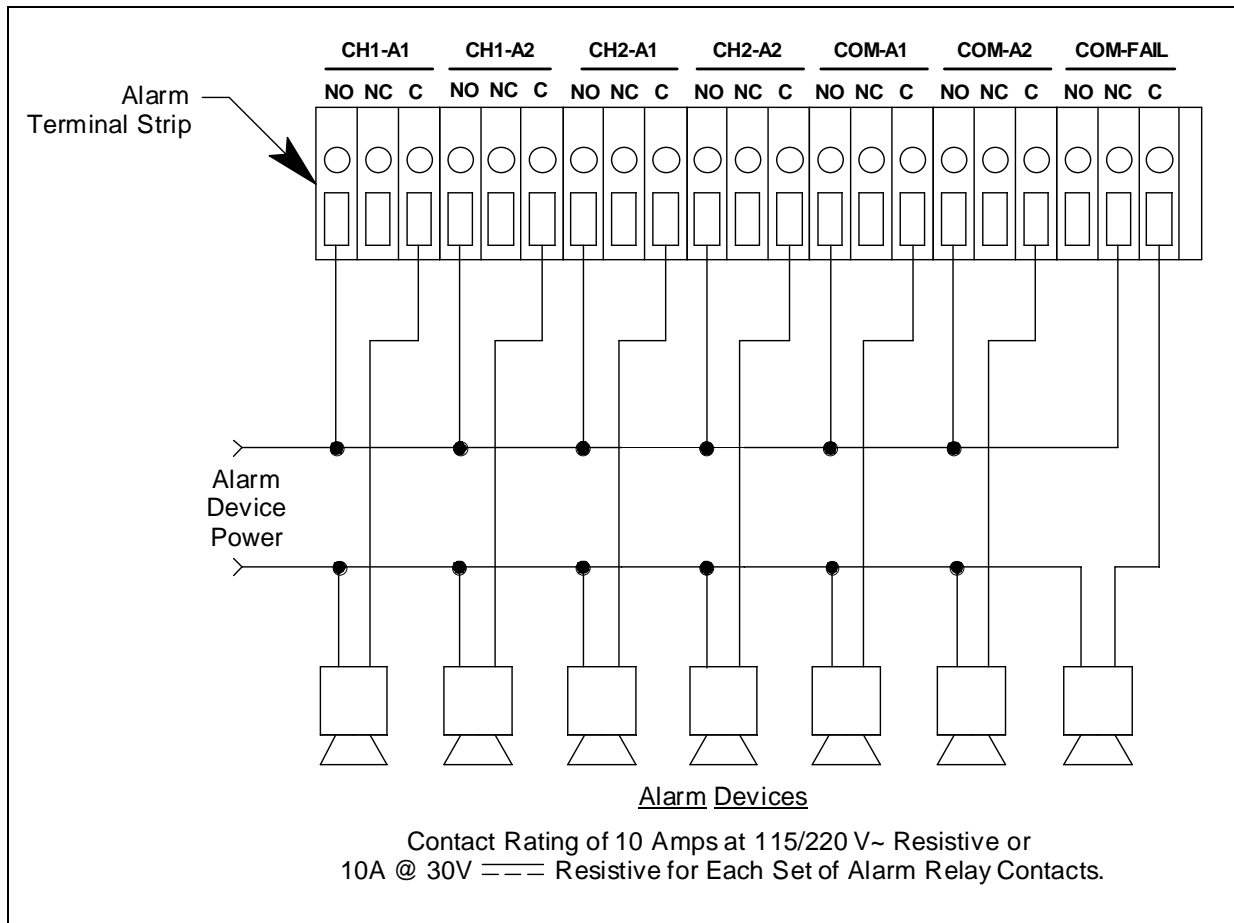 CH1-A1 CH1-A2 CH2-A1 CH2-A2 COM-A1 COM-A2 COM-FAIL
NO NC C NO NC C NO NC C NO NC C NO NC C NO NC C NO NC C
Alarm
Terminal Strip
Alarm
Device
Power
Alarm Devices
Contact Rating of 10 Amps at 115/220 V~ Resistive or
10A @ 30V Resistive for Each Set of Alarm Relay Contacts.